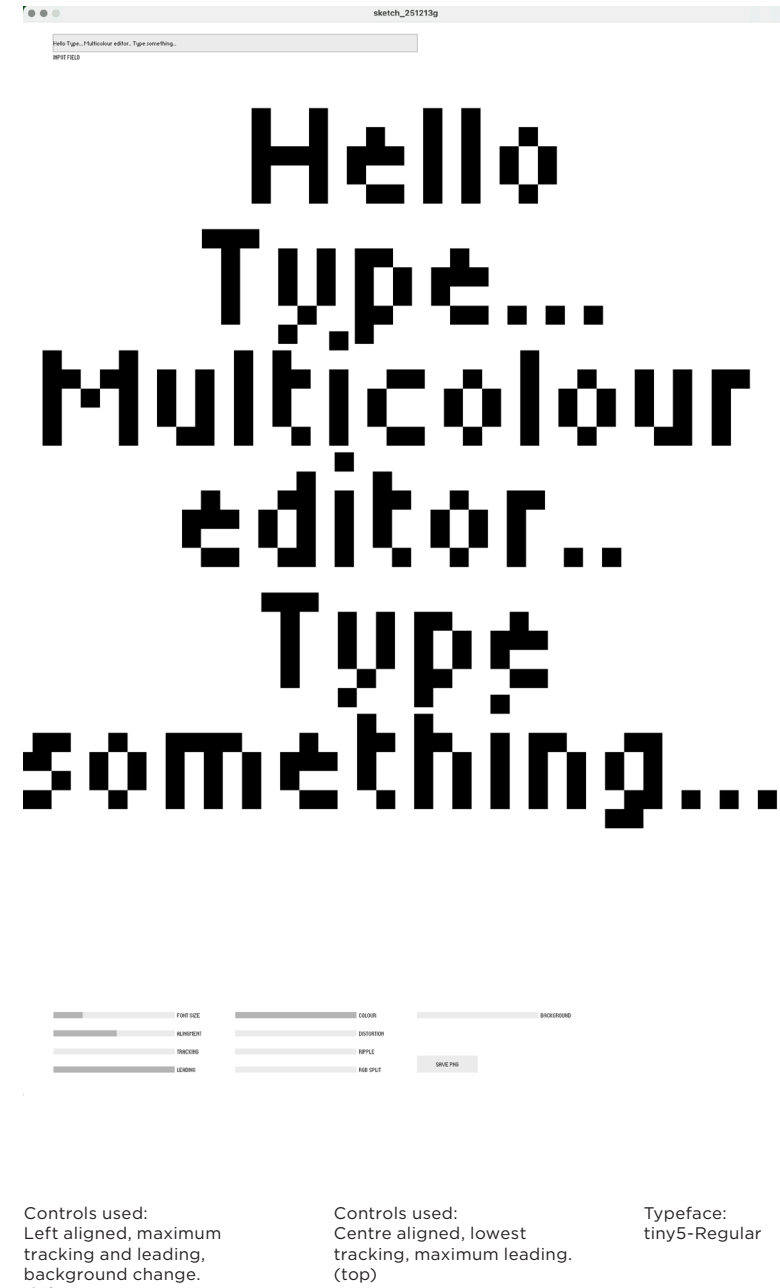 sketch_251213g
Hello Type... Multicolour editor.. Type something...
INPUT FIELD
Hello
Type...
Multicolour
editor..
Type
something...
FONT SIZE
COLOUR
BACKGROUND
ALINGMENT
DISTORTION
TRACKING
RIPPLE
LEADING
RGB SPLIT
SAVE PNG
Controls used:
Left aligned, maximum
tracking and leading,
background change.
Controls used:
Centre aligned, lowest
tracking, maximum leading.
(top)
Typeface:
tiny5-Regular